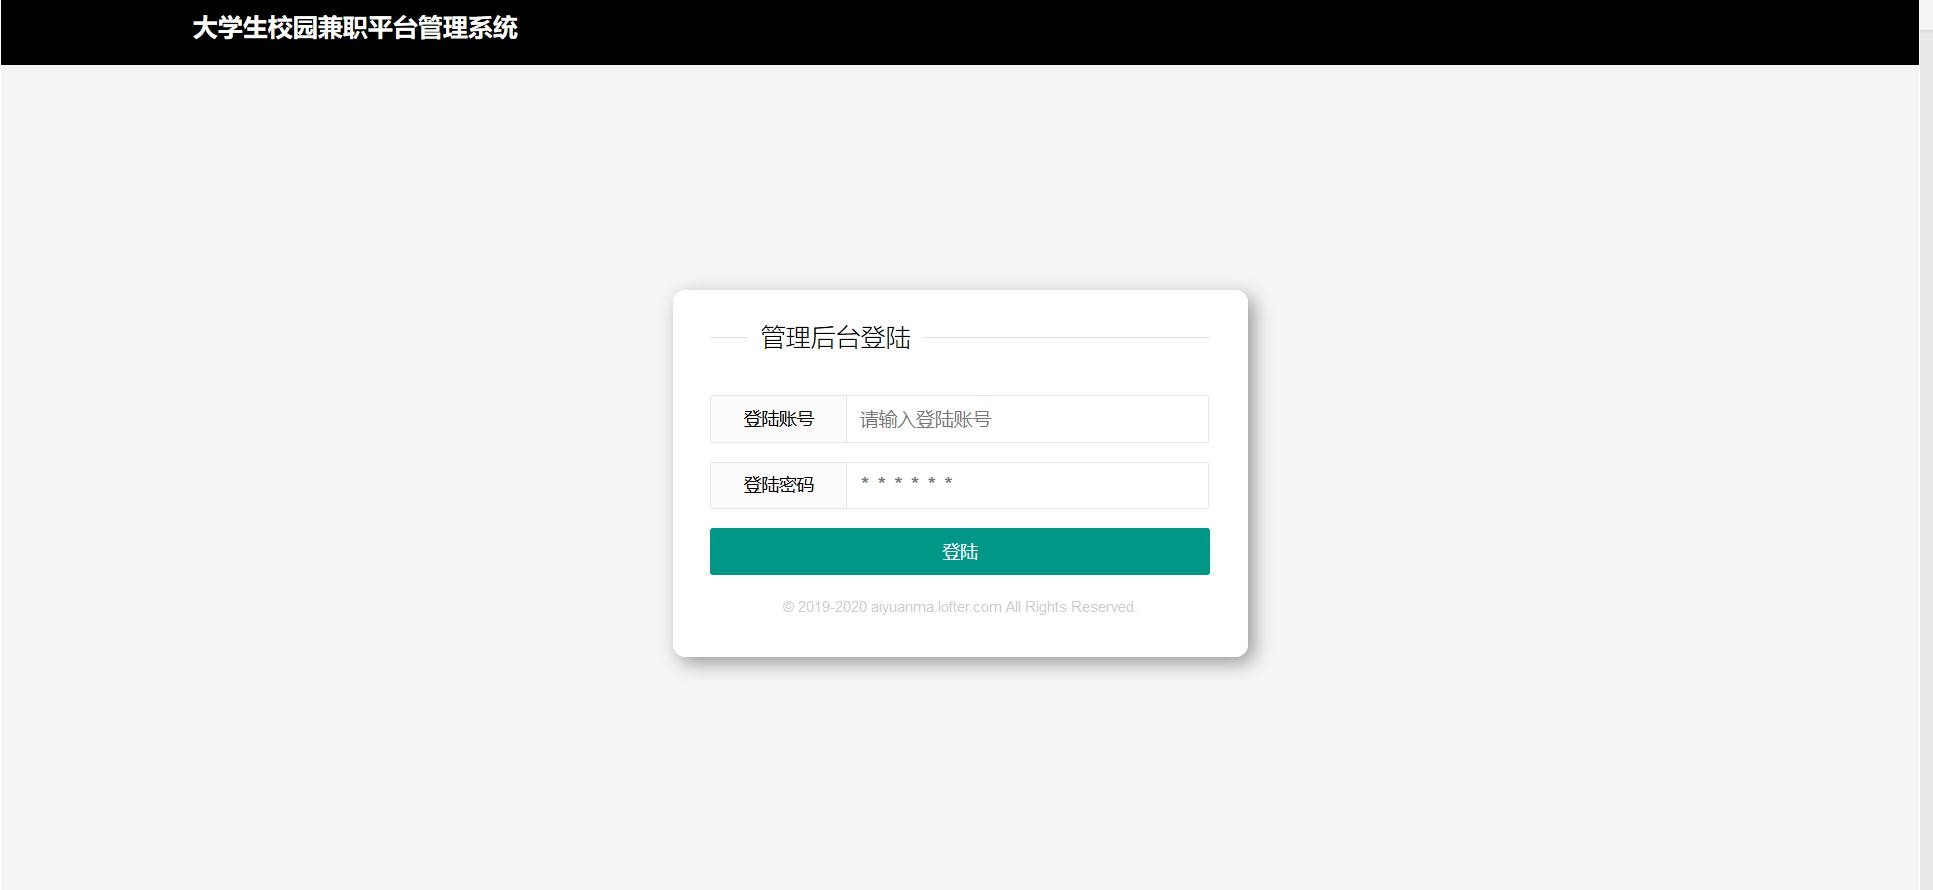 大学生校园兼职平台管理系统
管理后台登陆
登陆账号 请输入登陆账号
登陆密码 * * * * * *
登陆
© 2019-2020 aiyuanma.lofter.com All Rights Reserved.